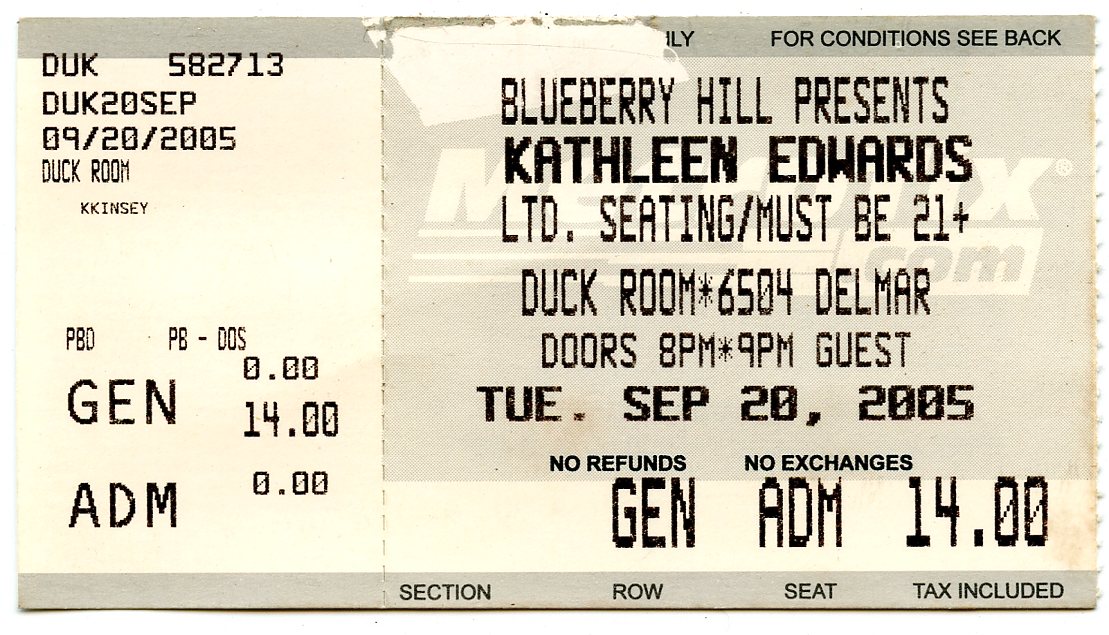 DUK 582713
DUK20SEP
09/20/2005
DUCK ROOM
KKINSEY
PBD PB - DOS
0.00
GEN 14.00
ADM 0.00
FOR CONDITIONS SEE BACK
BLUEBERRY HILL PRESENTS
KATHLEEN EDWARDS
LTD. SEATING/MUST BE 21+
DUCK ROOM*6504 DELMAR
DOORS 8PM*9PM GUEST
TUE. SEP 20, 2005
NO REFUNDS NO EXCHANGES
GEN ADM 14.00
SECTION ROW SEAT TAX INCLUDED